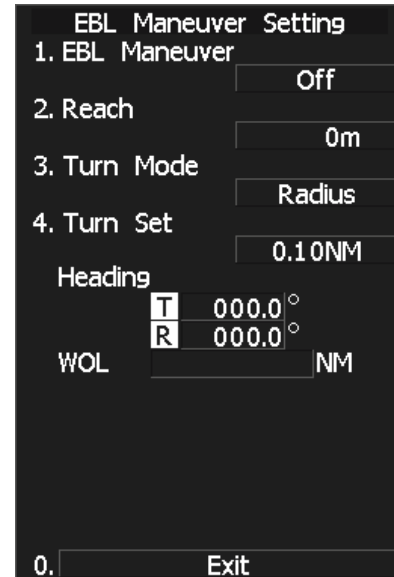 EBL Maneuver Setting
1. EBL Maneuver
Off
2. Reach
0m
3. Turn Mode
Radius
4. Turn Set
0.10NM
Heading
T 000.0°
R 000.0°
WOL NM
0. Exit